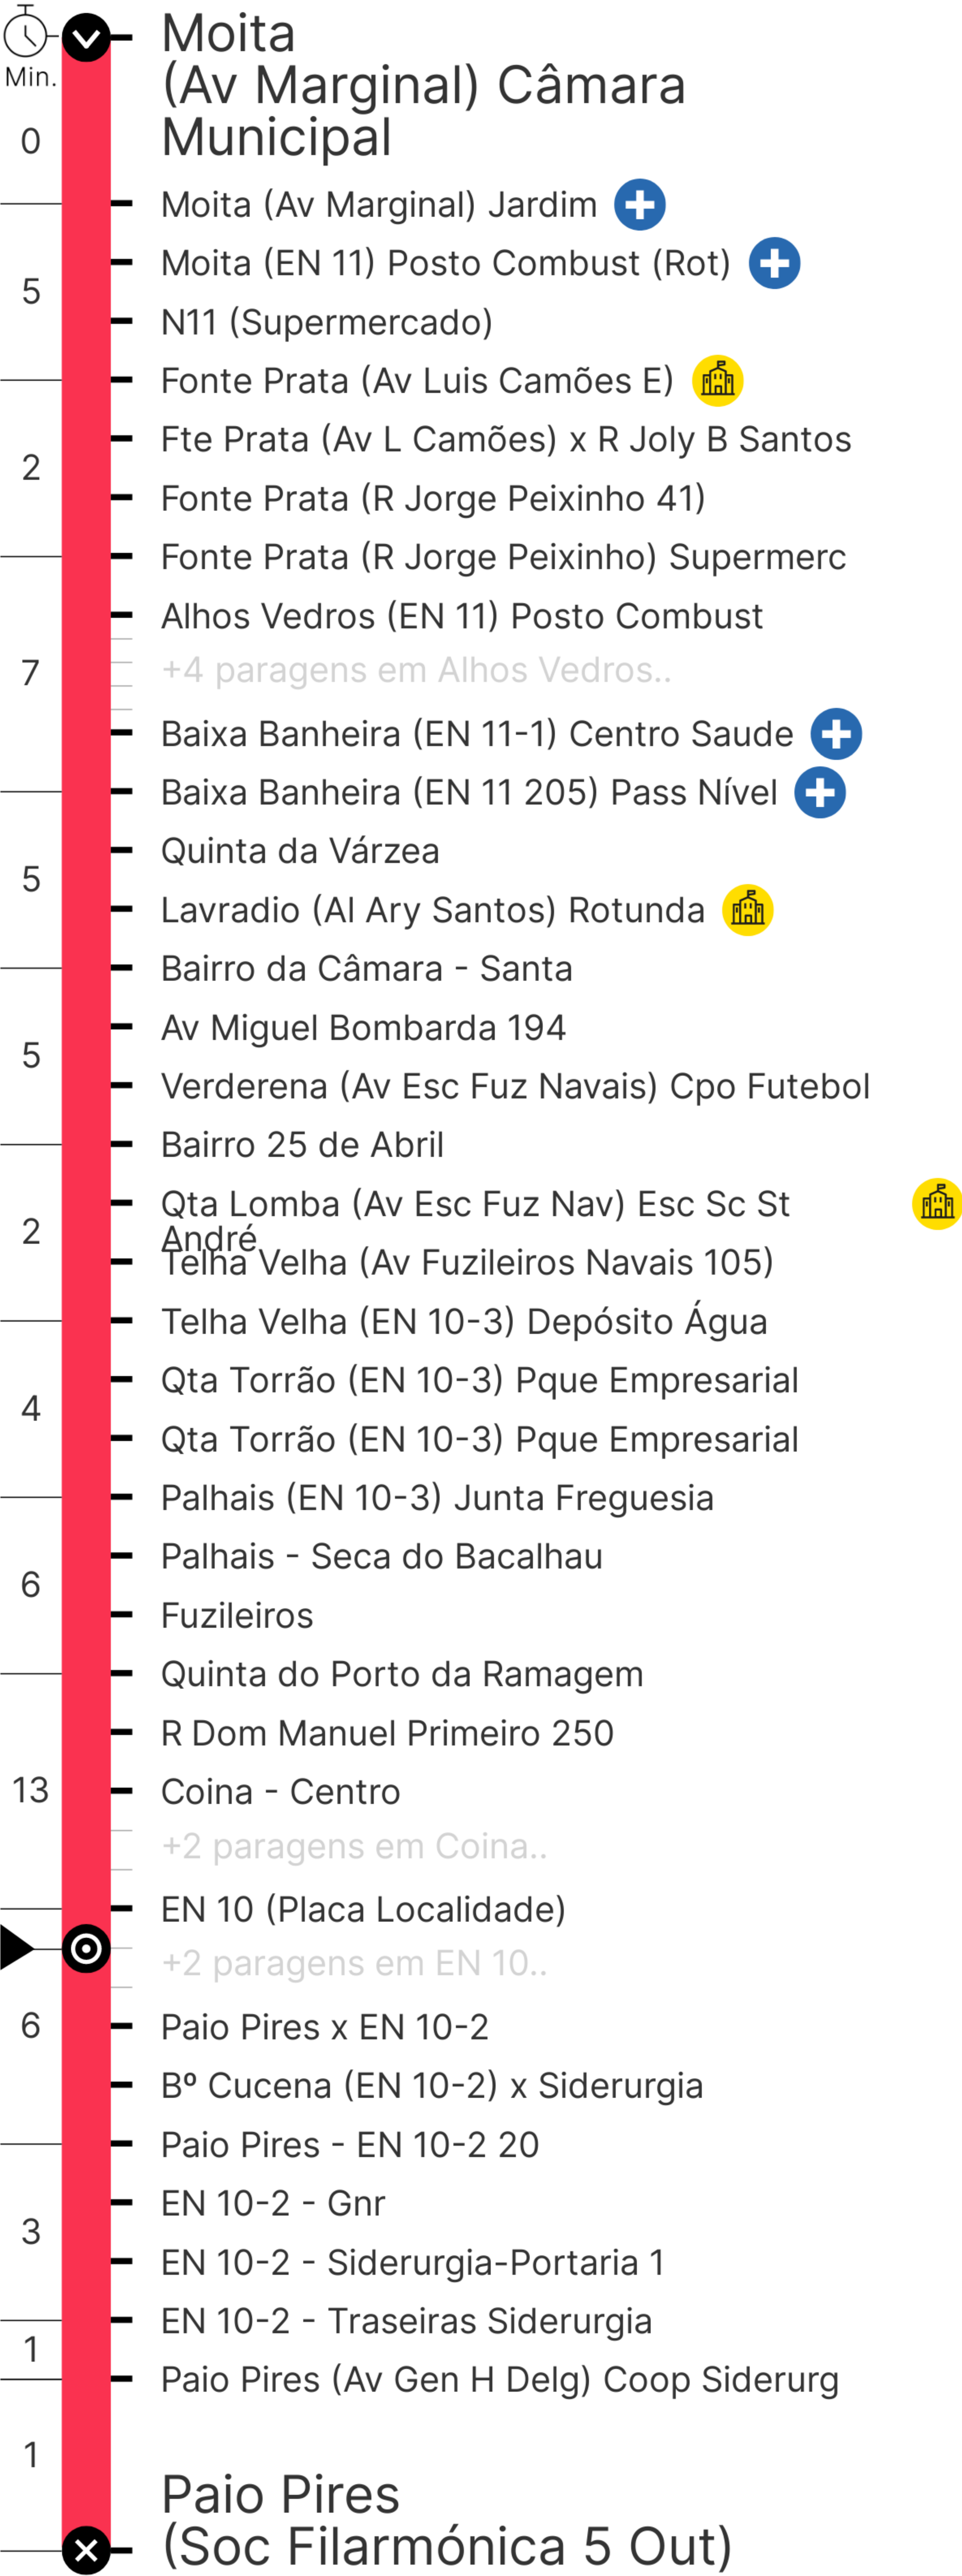 Min.
Moita
(Av Marginal) Câmara
Municipal
0
Moita (Av Marginal) Jardim
Moita (EN 11) Posto Combust (Rot)
5
N11 (Supermercado)
Fonte Prata (Av Luis Camões E)
Fte Prata (Av L Camões) x R Joly B Santos
2
Fonte Prata (R Jorge Peixinho 41)
Fonte Prata (R Jorge Peixinho) Supermerc
Alhos Vedros (EN 11) Posto Combust
7
+4 paragens em Alhos Vedros..
Baixa Banheira (EN 11-1) Centro Saude
Baixa Banheira (EN 11 205) Pass Nível
Quinta da Várzea
5
Lavradio (Al Ary Santos) Rotunda
Bairro da Câmara - Santa
Av Miguel Bombarda 194
5
Verderena (Av Esc Fuz Navais) Cpo Futebol
Bairro 25 de Abril
Qta Lomba (Av Esc Fuz Nav) Esc Sc St
André
2
Telha Velha (Av Fuzileiros Navais 105)
Telha Velha (EN 10-3) Depósito Água
Qta Torrão (EN 10-3) Pque Empresarial
4
Qta Torrão (EN 10-3) Pque Empresarial
Palhais (EN 10-3) Junta Freguesia
Palhais - Seca do Bacalhau
6
Fuzileiros
Quinta do Porto da Ramagem
R Dom Manuel Primeiro 250
13
Coina - Centro
+2 paragens em Coina..
EN 10 (Placa Localidade)
+2 paragens em EN 10..
6
Paio Pires x EN 10-2
Bº Cucena (EN 10-2) x Siderurgia
Paio Pires - EN 10-2 20
EN 10-2 - Gnr
3
EN 10-2 - Siderurgia-Portaria 1
EN 10-2 - Traseiras Siderurgia
1
Paio Pires (Av Gen H Delg) Coop Siderurg
1
Paio Pires
(Soc Filarmónica 5 Out)